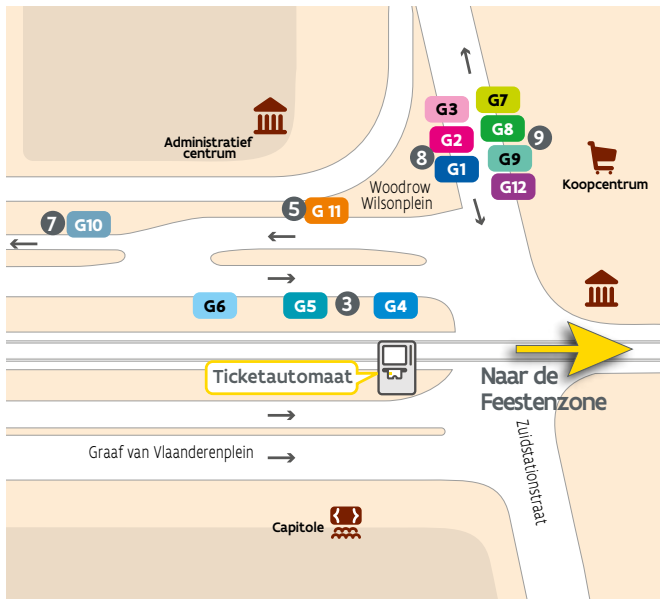 G3
G7
G2
G8
9
8
G1
G9
G12
Administratief
centrum
Koopcentrum
Woodrow
Wilsonplein
7
G10
5
G 11
G6
G5
3
G4
Ticketautomaat
Naar de
Feestenzone
Zuidstationstraat
Graaf van Vlaanderenplein
Capitole